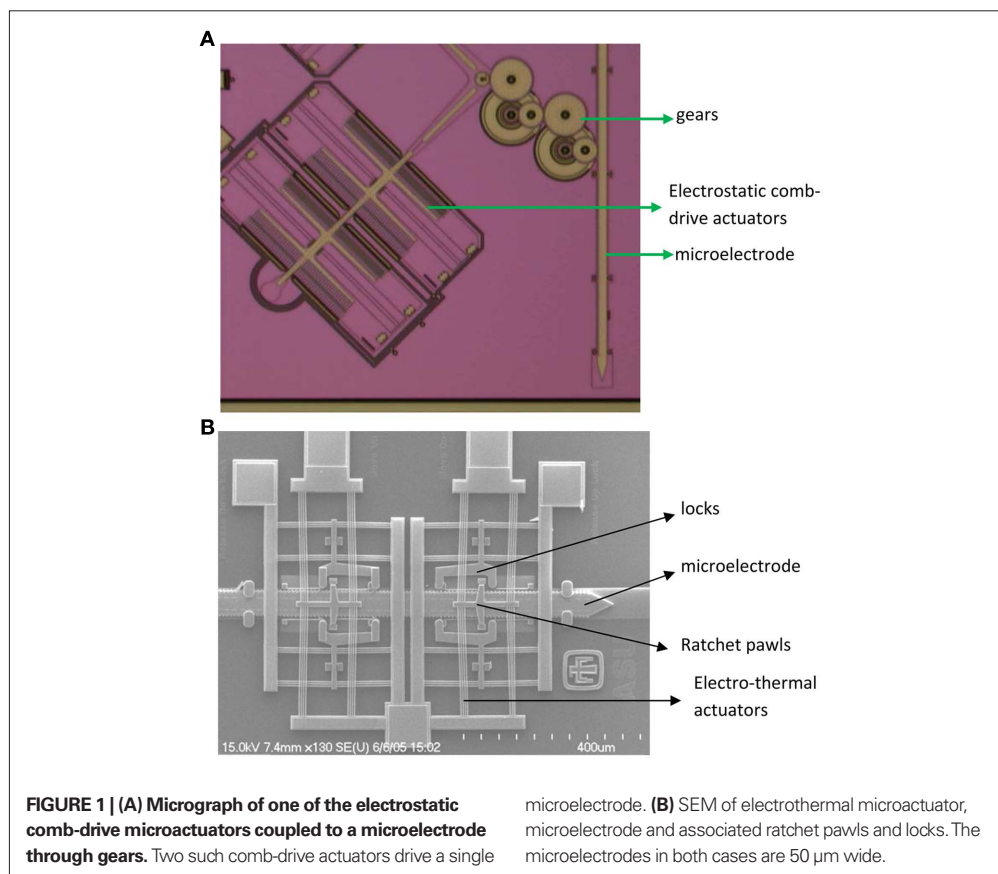 A
gears
Electrostatic comb-
drive actuators
microelectrode
B
locks
microelectrode
Ratchet pawls
Electro-thermal
actuators
ASU
15.0kV 7.4mm x130 SE(U) 6/6/05 15:02
400um
FIGURE 1 | (A) Micrograph of one of the electrostatic
comb-drive microactuators coupled to a microelectrode
through gears. Two such comb-drive actuators drive a single
microelectrode. (B) SEM of electrothermal microactuator,
microelectrode and associated ratchet pawls and locks. The
microelectrodes in both cases are 50 µm wide.